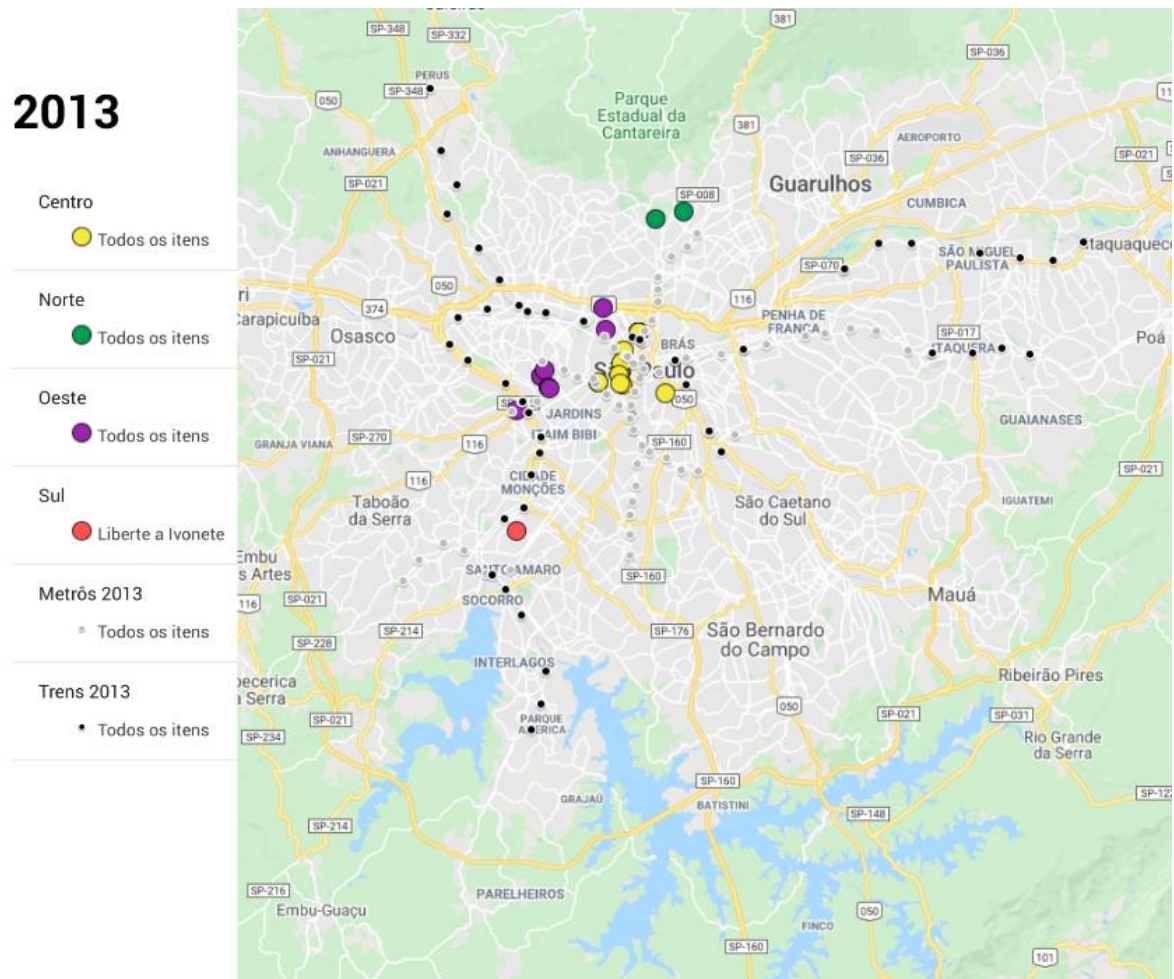 2013
Centro
Todos os itens
Norte
Todos os itens
Oeste
Todos os itens
Sul
Liberte a Ivonete
Metrôs 2013
Todos os itens
Trens 2013
Todos os itens
SP-348
SP-332
381
SP-036
PERUS
SP-348
050
Parque
Estadual da
Cantareira
381
AEROPORTO
SP-021
ANHANGUERA
SP-036
SP-021
SP-008
Guarulhos
CUMBICA
SÃO MIGUEL
PAULISTA
SP-070
050
116
374
Carapicuíba
Osasco
PENHA DE
FRANÇA
SP-017
ITAQUERA
Poá
SP-021
BRÁS
050
JARDINS
ITAIM BIBI
GUAIANASES
GRANJA VIANA
SP-270
116
SP-160
116
CIDADE
MONÇÕES
SP-021
Taboão
da Serra
São Caetano
do Sul
IGUATEMI
Embu
s Artes
SOCORRO
SP-160
116
SP-021
Mauá
SP-214
SP-176
São Bernardo
do Campo
SP-228
INTERLAGOS
Ribeirão Pires
a Serra
SP-021
050
SP-021
SP-031
SP-234
PARQUE
Rio Grande
da Serra
SP-160
GRAJAÚ
BATISTINI
SP-148
SP-122
SP-214
SP-216
PARELHEIROS
Embu-Guaçu
050
FINCO
SP-160
101